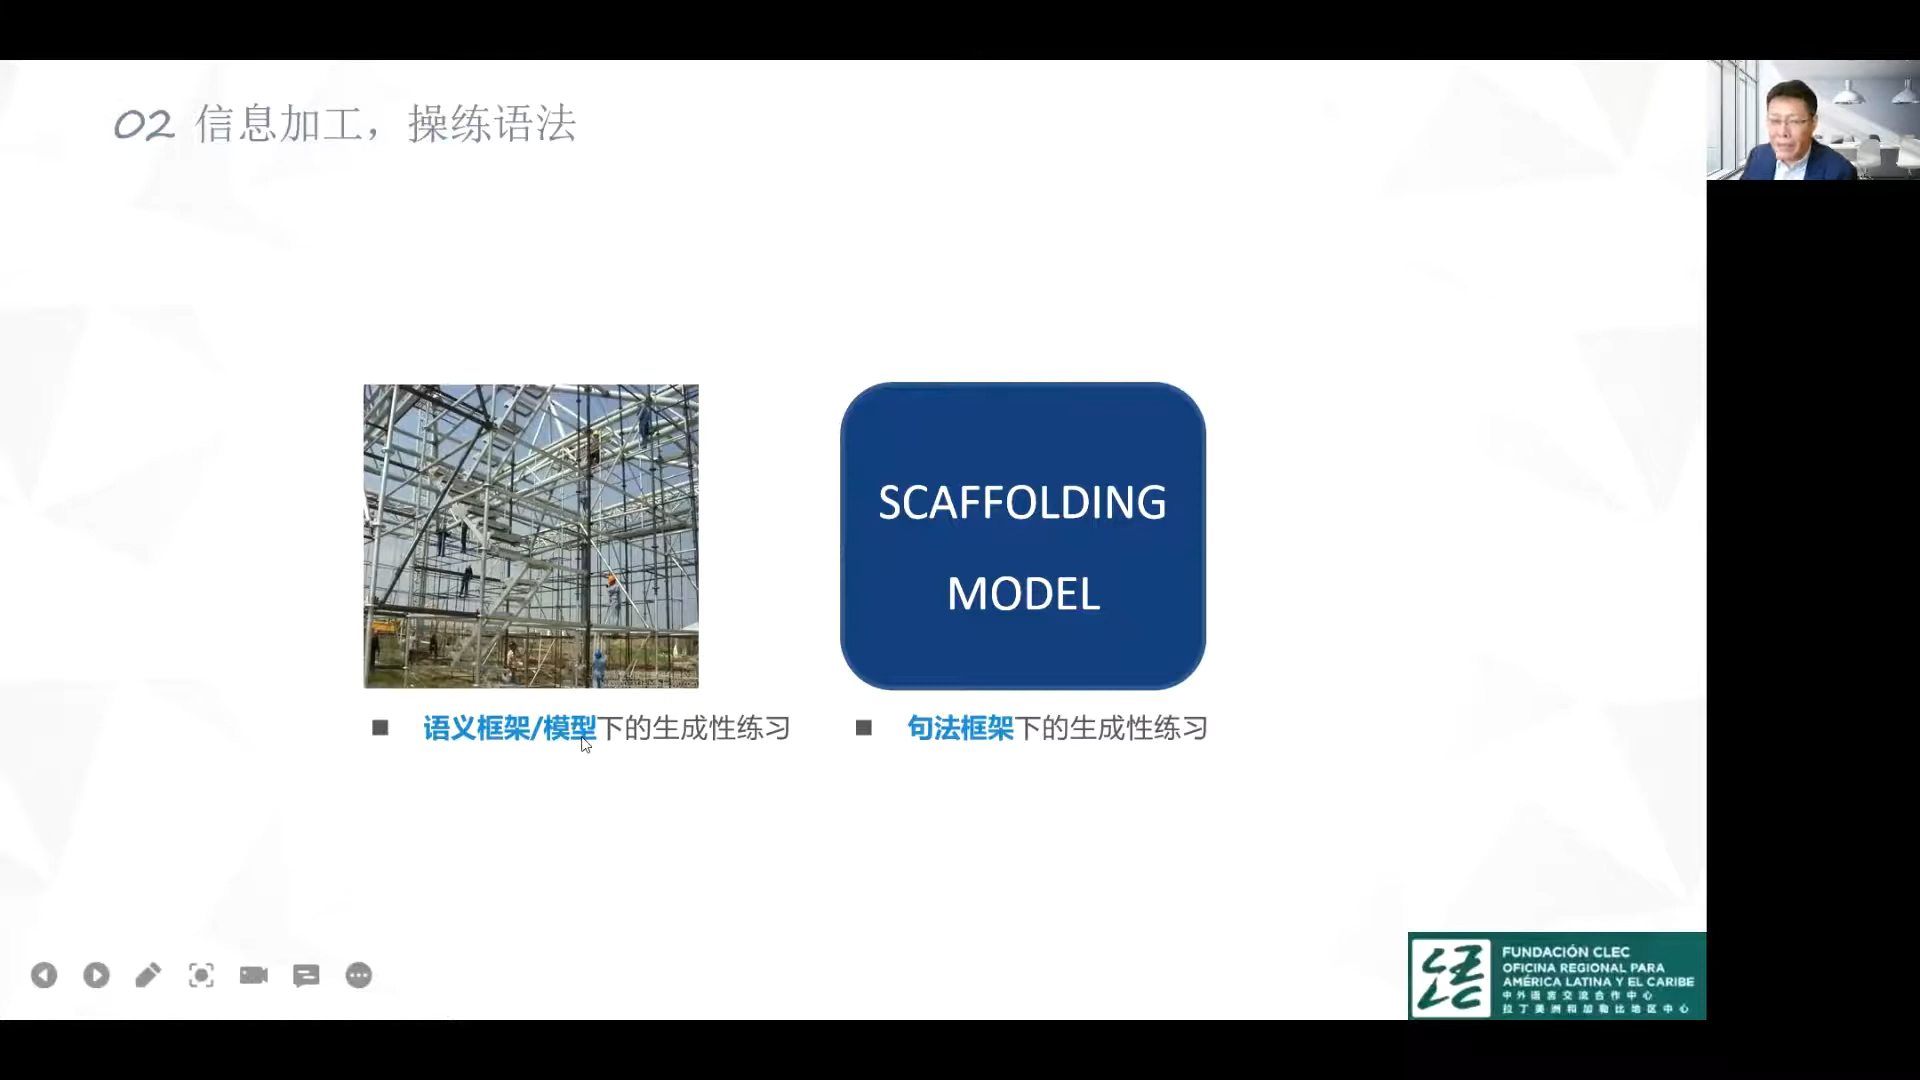 02 信息加工，操练语法
SCAFFOLDING
MODEL
■ 语义框架/模型下的生成性练习
■ 句法框架下的生成性练习
FUNDACIÓN CLEC
OFICINA REGIONAL PARA
AMÉRICA LATINA Y EL CARIBE
中外语言交流合作中心
拉丁美洲和加勒比地区中心